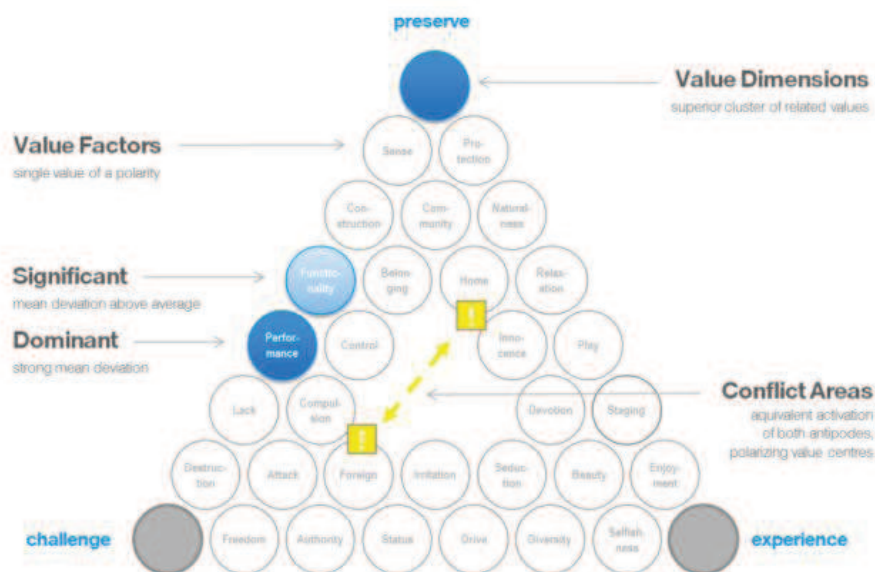 preserve
Value Dimensions
superior cluster of related values
Value Factors
single value of a polarity
Sense
Pro-
tection
Con-
struction
Com-
munity
Natural-
ness
Significant
mean deviation above average
Functio-
nality
Belon-
ging
Home
Relax-
ation
!
Dominant
strong mean deviation
Perfor-
mance
Control
Inno-
cence
Play
Conflict Areas
aquivalent activation
of both antipodes,
polarizing value centres
Lack
Compul-
sion
Devotion
Staging
!
Destruc-
tion
Attack
Foreign
Irritation
Seduc-
tion
Beauty
Enjoy-
ment
challenge
Freedom
Authority
Status
Drive
Diversity
Selfish-
ness
experience